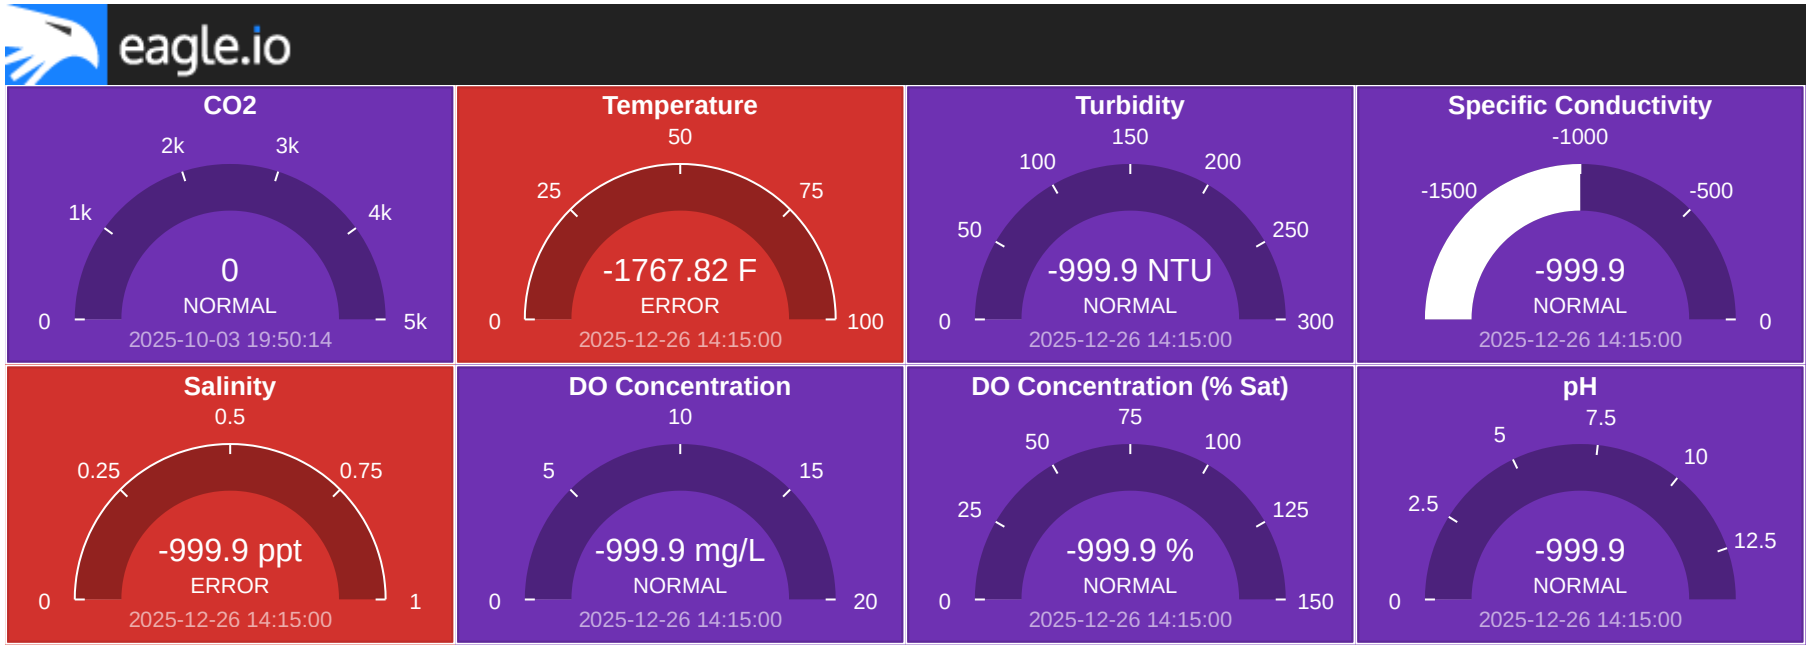 eagle.io
CO2
2k
3k
1k
4k
0
NORMAL
0
5k
2025-10-03 19:50:14
Temperature
50
25
75
-1767.82 F
ERROR
0
100
2025-12-26 14:15:00
Turbidity
150
100
200
50
250
-999.9 NTU
NORMAL
0
300
2025-12-26 14:15:00
Specific Conductivity
-1000
-1500
-500
-999.9
NORMAL
0
2025-12-26 14:15:00
Salinity
0.5
0.25
0.75
-999.9 ppt
ERROR
0
1
2025-12-26 14:15:00
DO Concentration
10
5
15
-999.9 mg/L
NORMAL
0
20
2025-12-26 14:15:00
DO Concentration (% Sat)
75
50
100
25
125
-999.9 %
NORMAL
0
150
2025-12-26 14:15:00
pH
7.5
5
10
2.5
12.5
-999.9
NORMAL
0
2025-12-26 14:15:00